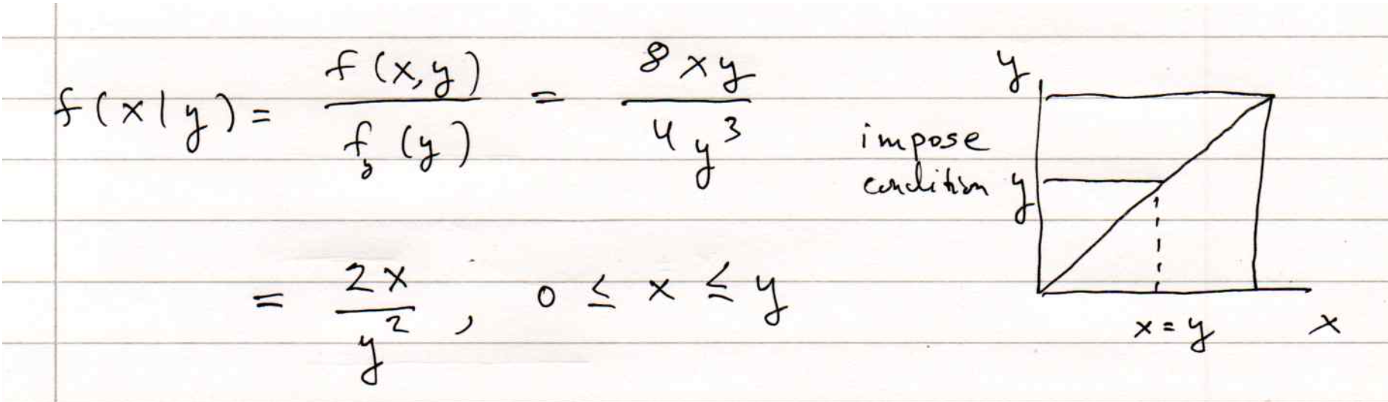 f(x|y) = f(x,y) / f_y(y) = 8xy / 4y^3
= 2x / y^2 , 0 ≤ x ≤ y
y
impose
condition y
x = y x